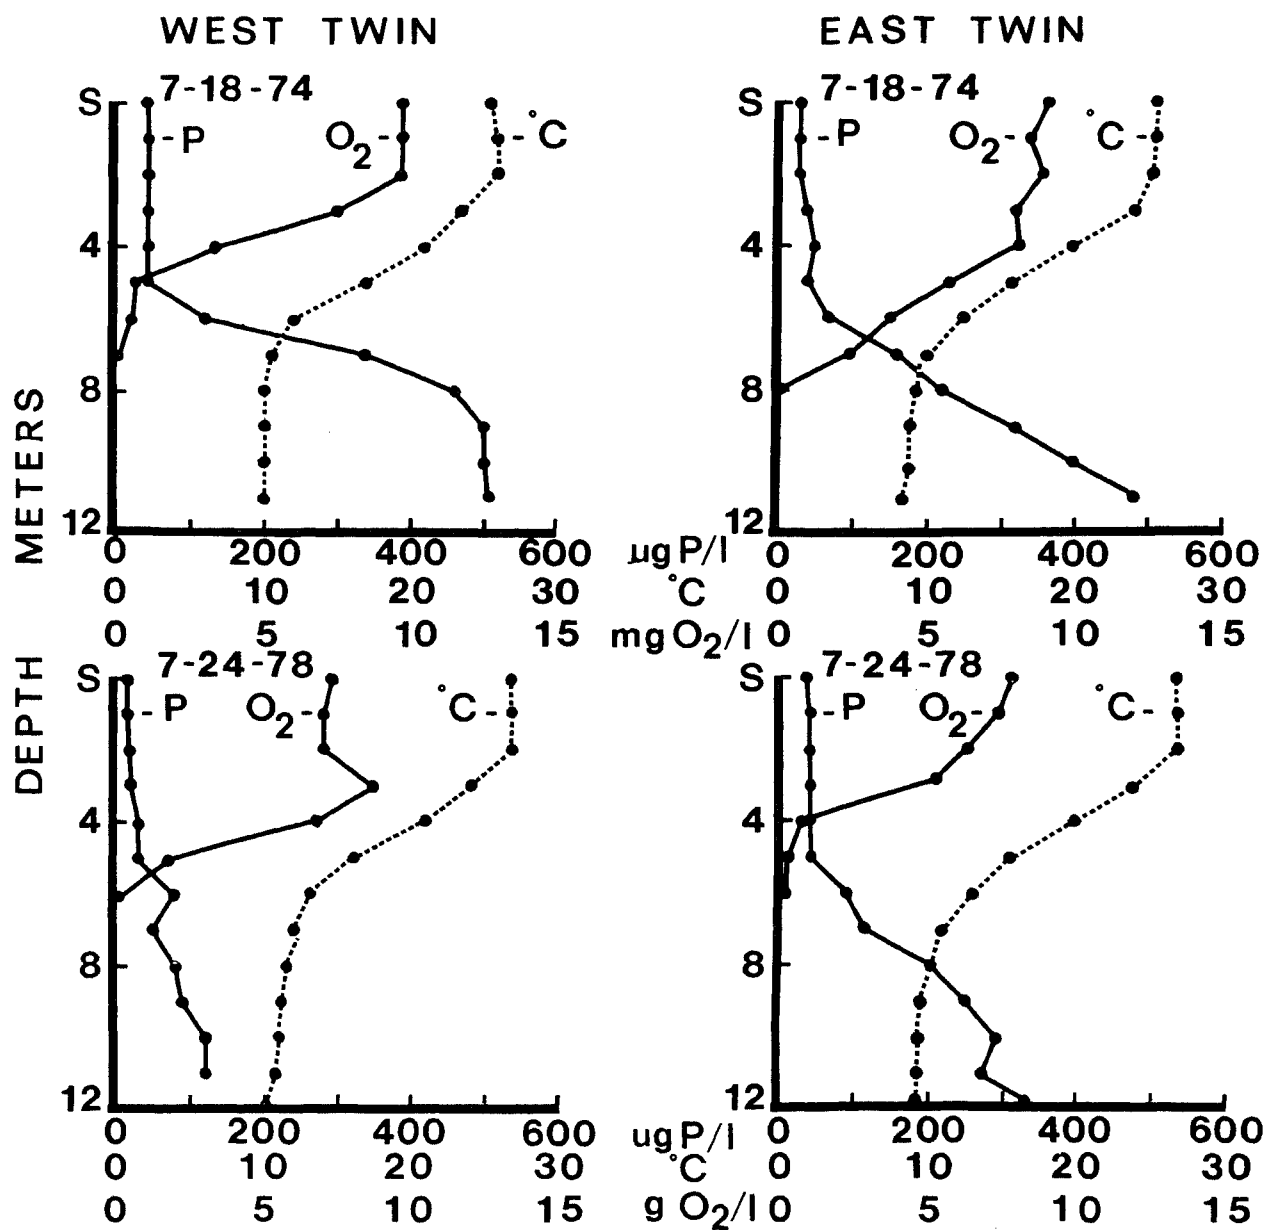 WEST TWIN EAST TWIN
7-18-74 7-18-74
S S
P O2 °C P O2 °C
4 4
8 8
12 12
0 200 400 600 µgP/l 0 200 400 600
0 10 20 30 °C 0 10 20 30
0 5 10 15 mgO2/l 0 5 10 15
7-24-78 7-24-78
S S
P O2 °C P O2 °C
4 4
8 8
12 12
0 200 400 600 ugP/l 0 200 400 600
0 10 20 30 °C 0 10 20 30
0 5 10 15 g O2/l 0 5 10 15
DEPTH METERS